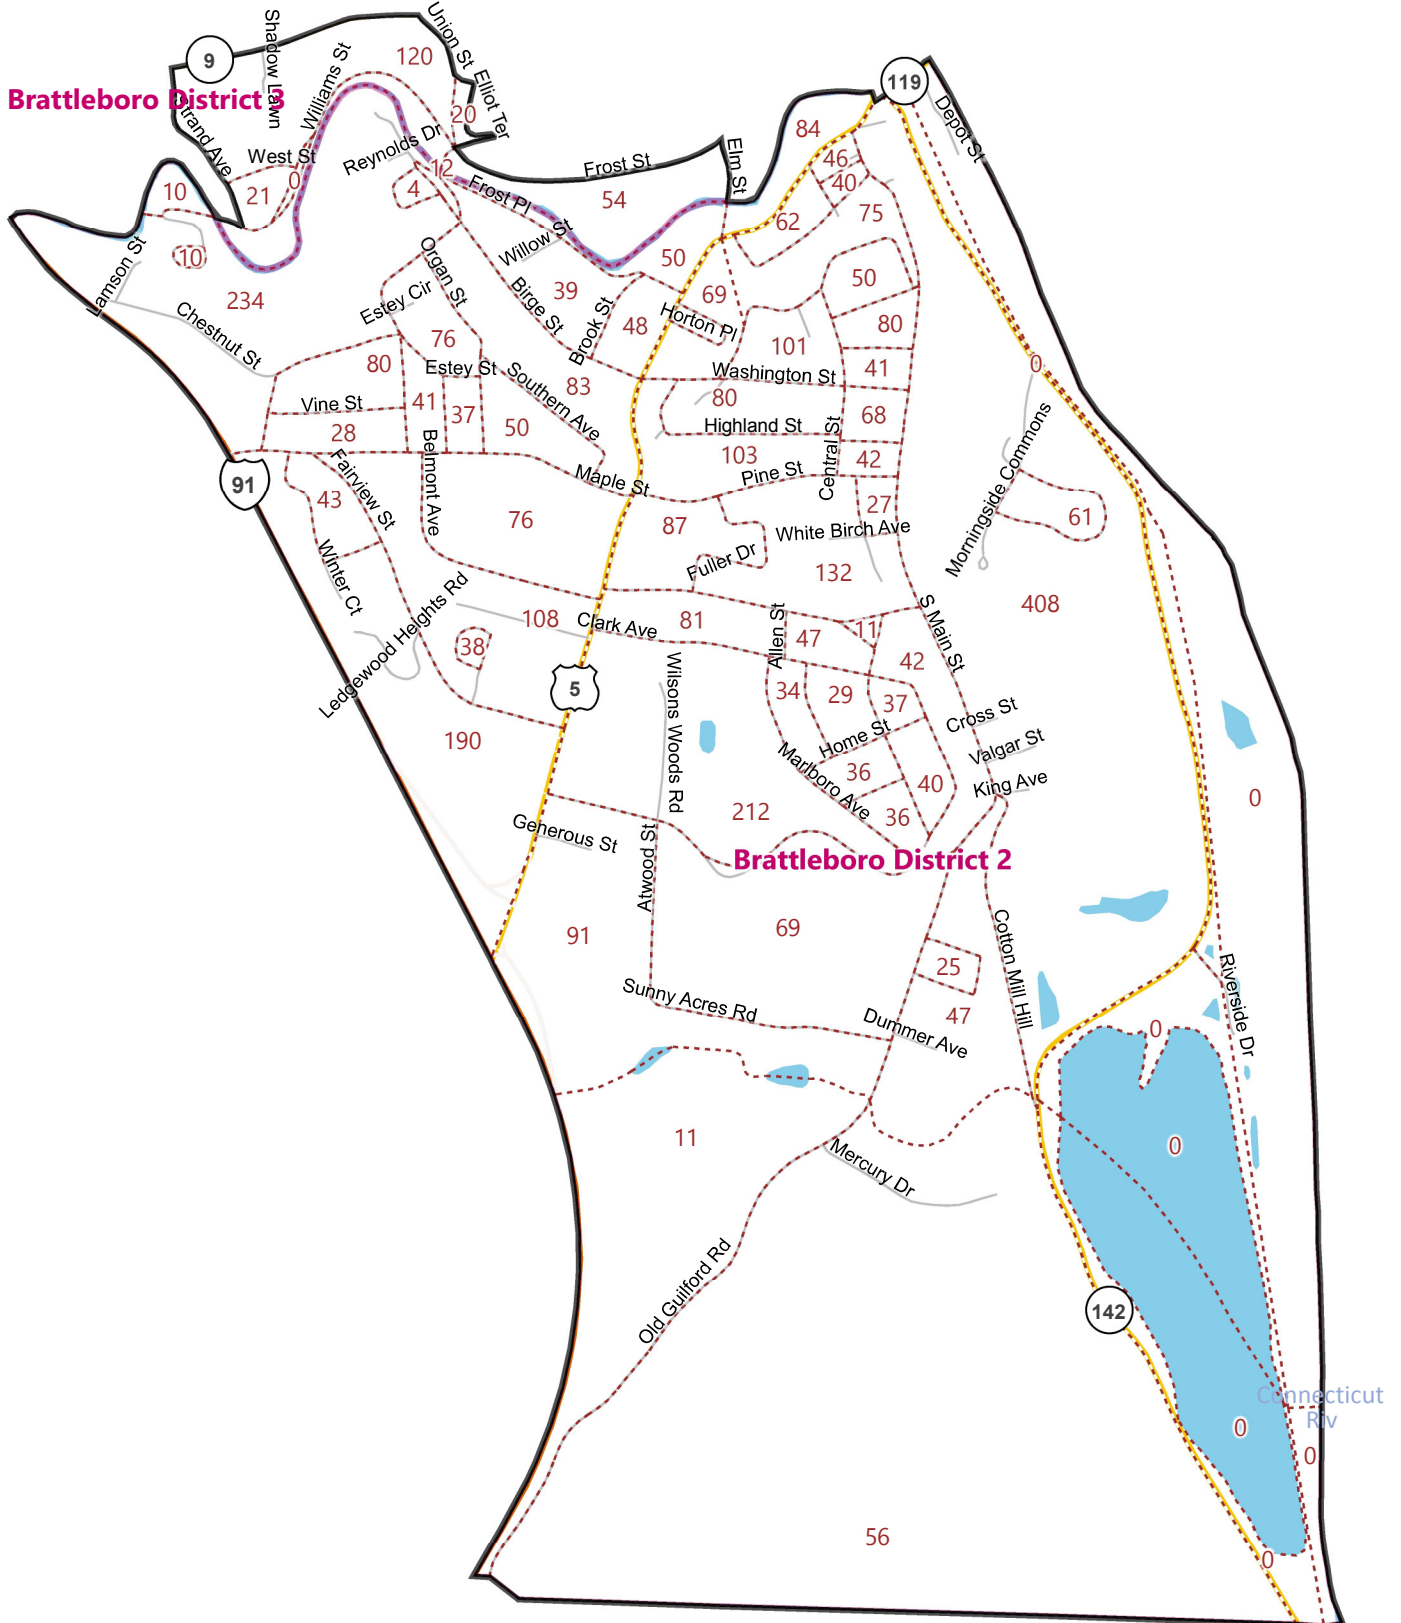 Shadow Lawn
Union St
9
Williams St
120
Elliot Ter
119
Brattleboro District 3
Strand Ave
20
Depot St
84
Reynolds Dr
West St
Elm St
Frost St
46
12
0
40
10
21
4
Frost Pl
54
75
62
Willow St
Lamson St
10
Organ St
50
50
234
Estey Cir
Birge St
39
69
Chestnut St
48
Horton Pl
80
76
Brook St
101
80
Estey St
Southern Ave
83
Washington St
41
0
41
37
80
Vine St
28
50
Highland St
68
103
Central St
42
Belmont Ave
Maple St
Pine St
91
Fairview St
43
76
87
27
White Birch Ave
Morningside Commons
61
Fuller Dr
132
Winter Ct
Ledgewood Heights Rd
108
Clark Ave
81
Allen St
47
11
S Main St
408
38
42
5
Wilsons Woods Rd
34
29
37
Cross St
190
Home St
Valgar St
Marlboro Ave
36
40
King Ave
0
212
36
Generous St
Atwood St
Brattleboro District 2
91
69
Cotton Mill Hill
25
Riverside Dr
Sunny Acres Rd
47
Dummer Ave
0
11
0
Mercury Dr
Old Guilford Rd
142
Connecticut
Riv
0
0
56
0